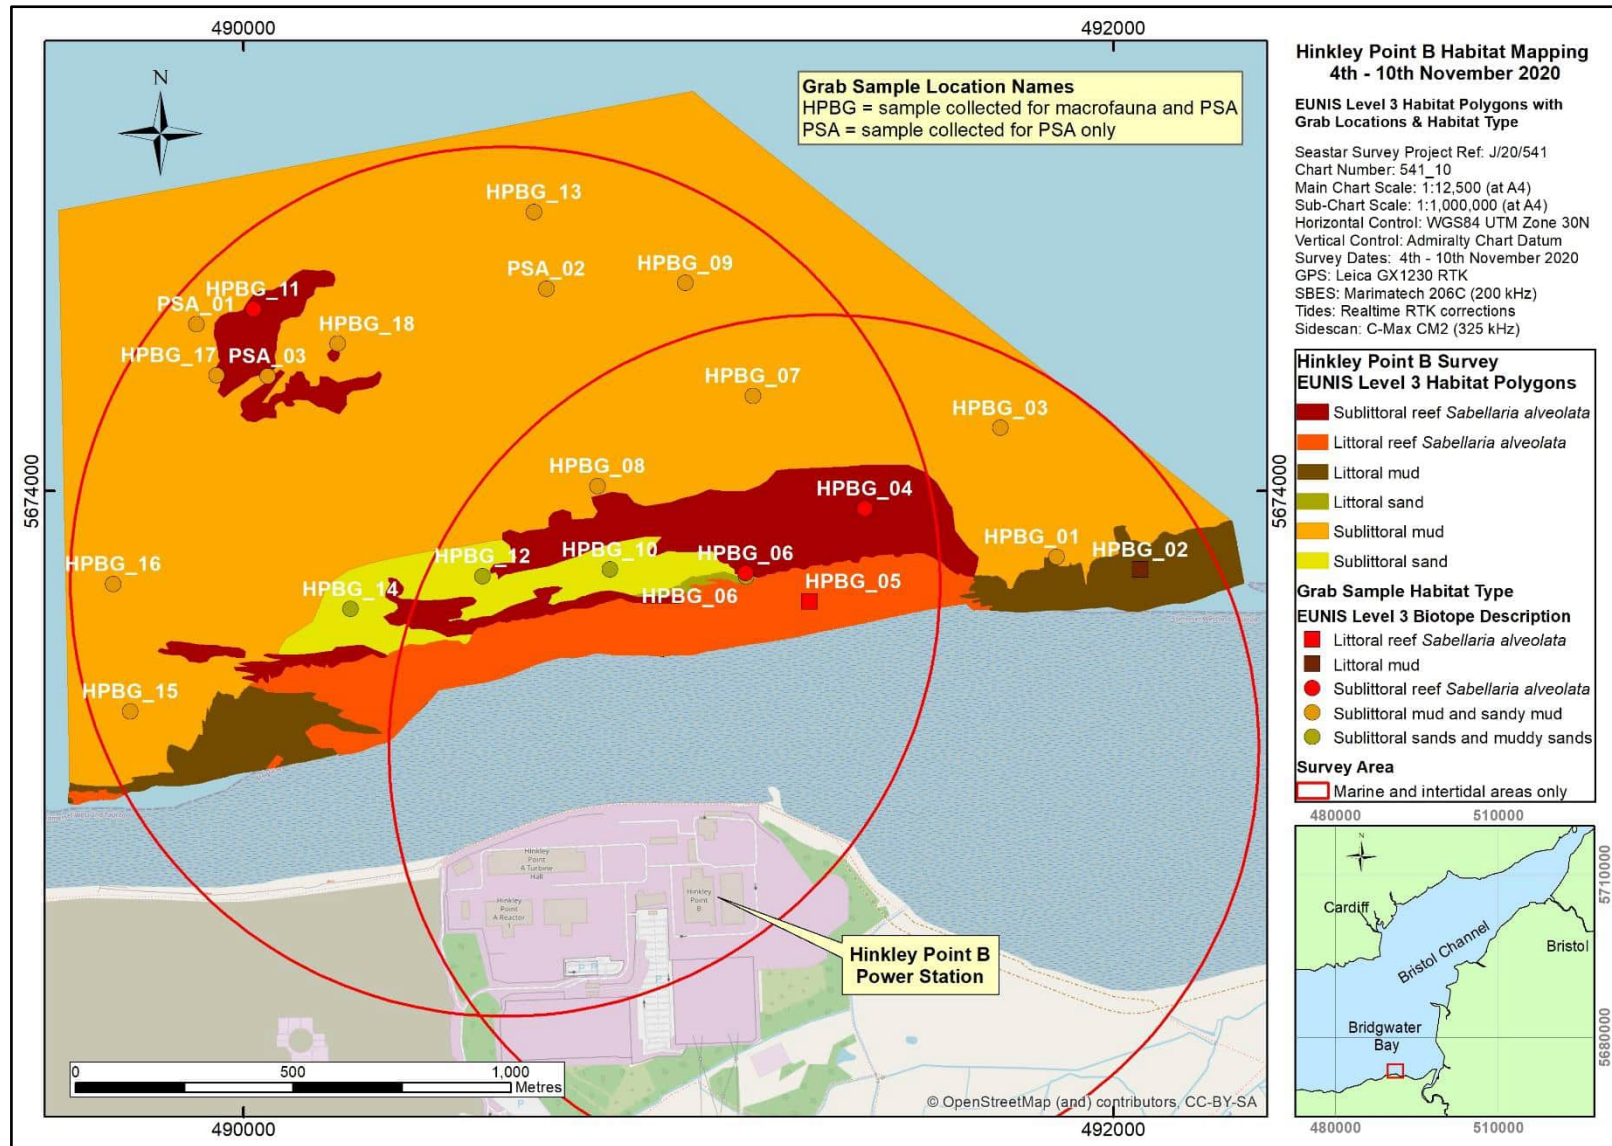 490000
492000
N
Grab Sample Location Names
HPBG = sample collected for macrofauna and PSA
PSA = sample collected for PSA only
HPBG_13
PSA_02
HPBG_09
HPBG_11
PSA_01
HPBG_18
HPBG_17
PSA_03
HPBG_07
HPBG_03
5674000
5674000
HPBG_08
HPBG_04
HPBG_01
HPBG_02
HPBG_12
HPBG_10
HPBG_06
HPBG_16
HPBG_14
HPBG_06
HPBG_05
HPBG_15
Hinkley
Point
A Turbine
Hall
Hinkley
Point
A Reactor
1
Hinkley
Point
B
Hinkley Point B
Power Station
0
500
1,000
Metres
© OpenStreetMap (and) contributors, CC-BY-SA
490000
492000
Hinkley Point B Habitat Mapping
4th - 10th November 2020
EUNIS Level 3 Habitat Polygons with
Grab Locations & Habitat Type
Seastar Survey Project Ref: J/20/541
Chart Number: 541_10
Main Chart Scale: 1:12,500 (at A4)
Sub-Chart Scale: 1:1,000,000 (at A4)
Horizontal Control: WGS84 UTM Zone 30N
Vertical Control: Admiralty Chart Datum
Survey Dates: 4th - 10th November 2020
GPS: Leica GX1230 RTK
SBES: Marimatech 206C (200 kHz)
Tides: Realtime RTK corrections
Sidescan: C-Max CM2 (325 kHz)
Hinkley Point B Survey
EUNIS Level 3 Habitat Polygons
Sublittoral reef Sabellaria alveolata
Littoral reef Sabellaria alveolata
Littoral mud
Littoral sand
Sublittoral mud
Sublittoral sand
Grab Sample Habitat Type
EUNIS Level 3 Biotope Description
Littoral reef Sabellaria alveolata
Littoral mud
Sublittoral reef Sabellaria alveolata
Sublittoral mud and sandy mud
Sublittoral sands and muddy sands
Survey Area
Marine and intertidal areas only
480000
510000
N
5710000
Cardiff
Bristol Channel
Bristol
Bridgwater
Bay
5680000
480000
510000